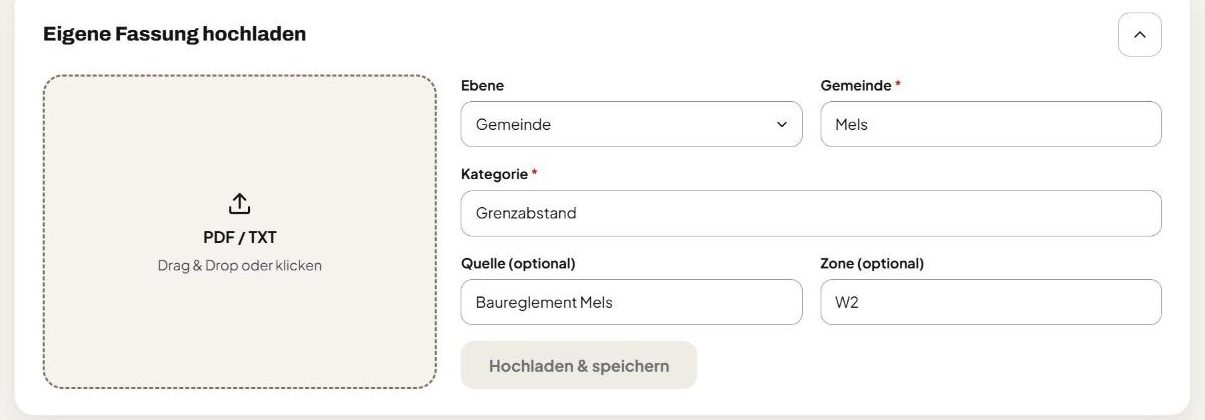 Eigene Fassung hochladen
PDF / TXT
Drag & Drop oder klicken
Ebene
Gemeinde
Gemeinde *
Mels
Kategorie *
Grenzabstand
Quelle (optional)
Baureglement Mels
Zone (optional)
W2
Hochladen & speichern